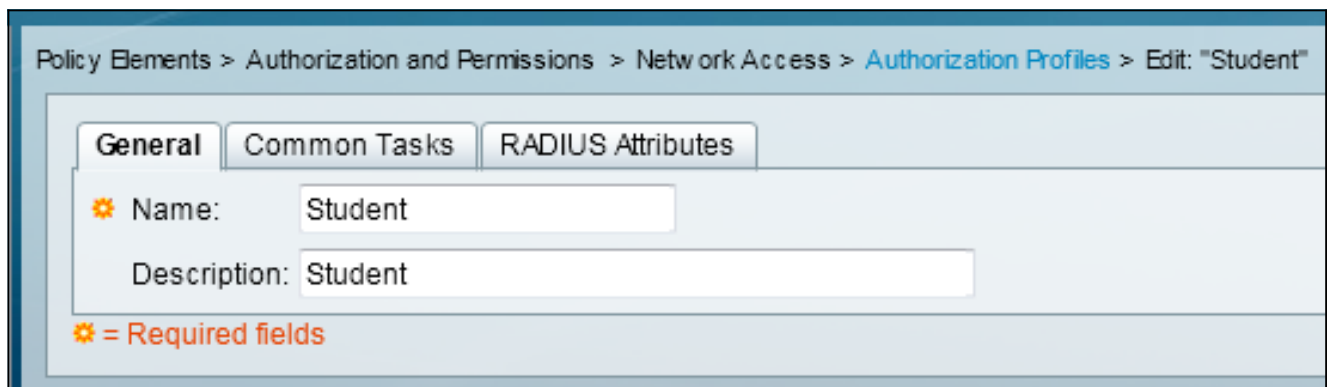 Policy Elements > Authorization and Permissions > Network Access > Authorization Profiles > Edit: "Student"
General Common Tasks RADIUS Attributes
Name: Student
Description: Student
= Required fields